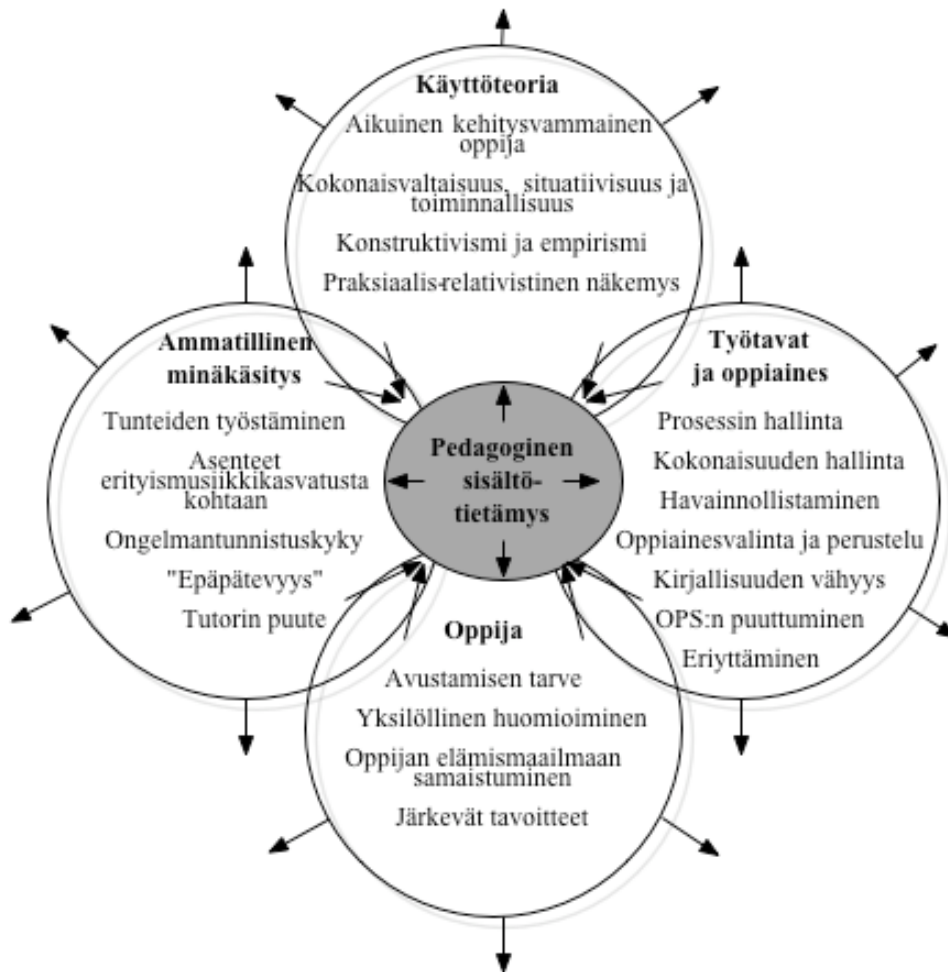 Käyttöteoria
Aikuinen kehitysvammainen
oppija
Kokonaisvaltaisuus, situatiivisuus ja
toiminnallisuus
Konstruktivismi ja empirismi
Praksiaalis-relativistinen näkemys
Ammatillinen
minäkäsitys
Tunteiden työstäminen
Asenteet
erityismusiikkikasvatusta
kohtaan
Ongelmantunnistuskyky
"Epäpätevyys"
Tutorin puute
Pedagoginen
sisältö-
tietämys
Työtavat
ja oppiaines
Prosessin hallinta
Kokonaisuuden hallinta
Havainnollistaminen
Oppiainesvalinta ja perustelu
Kirjallisuuden vähyys
OPS:n puuttuminen
Eriyttäminen
Oppija
Avustamisen tarve
Yksilöllinen huomioiminen
Oppijan elämismaailmaan
samaistuminen
Järkevät tavoitteet